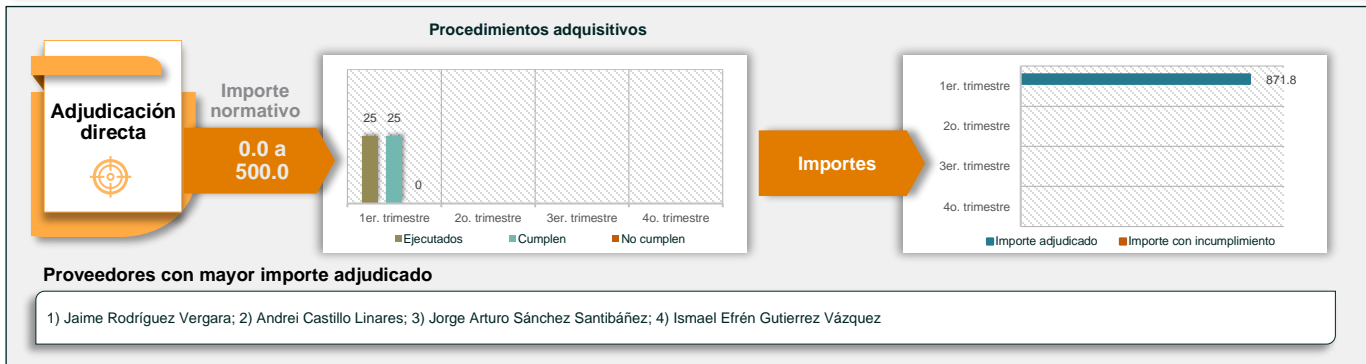 Adjudicación
directa
Importe
normativo
0.0 a
500.0
Procedimientos adquisitivos
25 25
0
1er. trimestre 2o. trimestre 3er. trimestre 4o. trimestre
Ejecutados Cumplen No cumplen
Importes
1er. trimestre 871.8
2o. trimestre
3er. trimestre
4o. trimestre
Importe adjudicado Importe con incumplimiento
Proveedores con mayor importe adjudicado
1) Jaime Rodríguez Vergara; 2) Andrei Castillo Linares; 3) Jorge Arturo Sánchez Santibáñez; 4) Ismael Efrén Gutierrez Vázquez